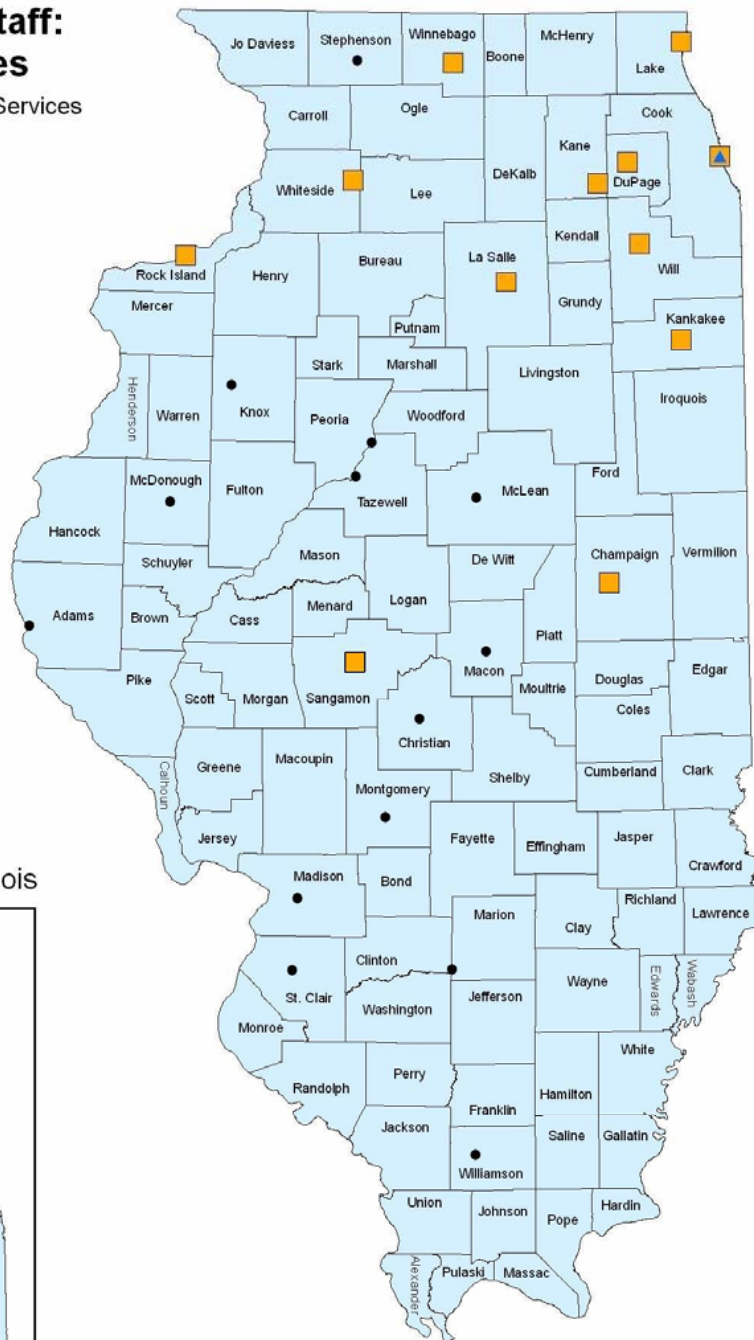 taff:
es
Services
Jo Daviess
Stephenson
Winnebago
Boone
McHenry
Lake
Carroll
Ogle
Cook
Kane
DeKalb
DuPage
Whiteside
Lee
Kendall
La Salle
Bureau
Will
Rock Island
Henry
Mercer
Grundy
Putnam
Kankakee
Stark
Marshall
Livingston
Henderson
Warren
Knox
Peoria
Woodford
Iroquois
McDonough
Fulton
Tazewell
McLean
Ford
Hancock
Schuyler
Mason
De Witt
Champaign
Vermilion
Adams
Brown
Cass
Menard
Logan
Piatt
Pike
Scott
Morgan
Sangamon
Macon
Moultrie
Douglas
Edgar
Coles
Christian
Calhoun
Greene
Macoupin
Montgomery
Shelby
Cumberland
Clark
Jersey
Fayette
Effingham
Jasper
Crawford
ois
Madison
Bond
Marion
Clay
Richland
Lawrence
Clinton
St. Clair
Washington
Jefferson
Wayne
Edwards
Wabash
Monroe
Randolph
Perry
Franklin
Hamilton
White
Jackson
Williamson
Saline
Gallatin
Union
Johnson
Pope
Hardin
Alexander
Pulaski
Massac